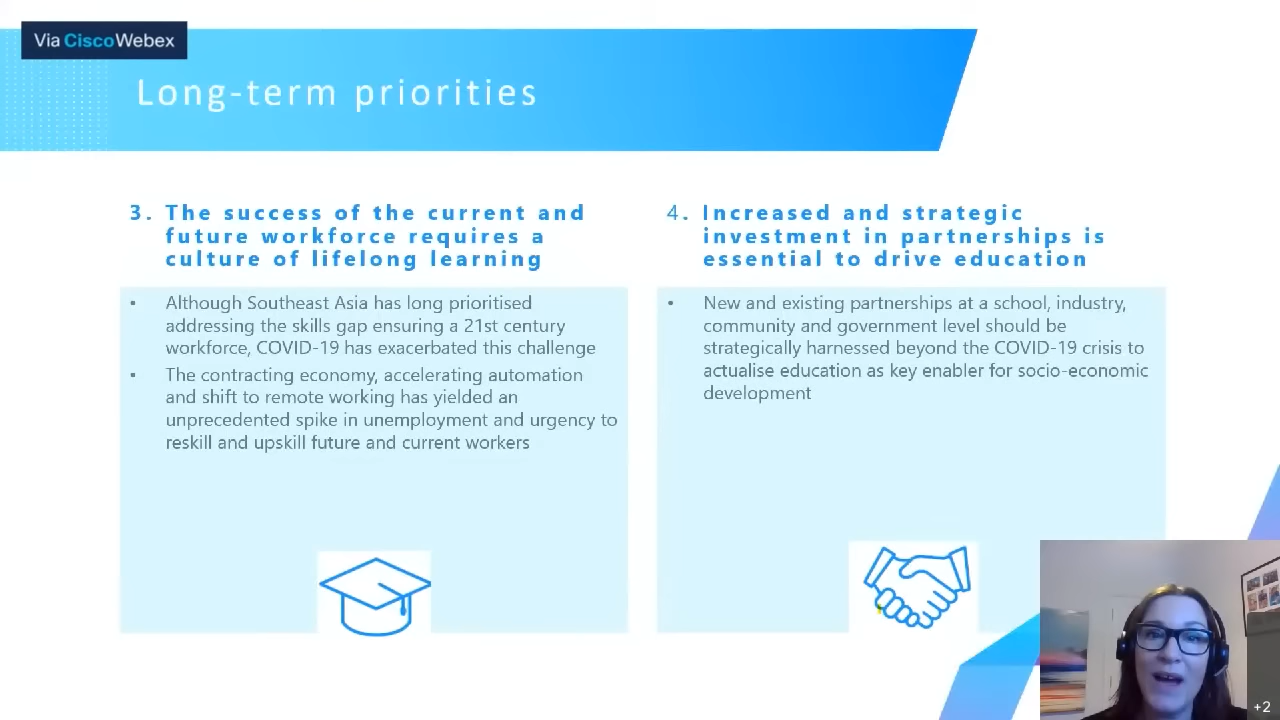 Via CiscoWebex
Long-term priorities
3. The success of the current and
future workforce requires a
culture of lifelong learning
• Although Southeast Asia has long prioritised
addressing the skills gap ensuring a 21st century
workforce, COVID-19 has exacerbated this challenge
• The contracting economy, accelerating automation
and shift to remote working has yielded an
unprecedented spike in unemployment and urgency to
reskill and upskill future and current workers
4. Increased and strategic
investment in partnerships is
essential to drive education
• New and existing partnerships at a school, industry,
community and government level should be
strategically harnessed beyond the COVID-19 crisis to
actualise education as key enabler for socio-economic
development
+2